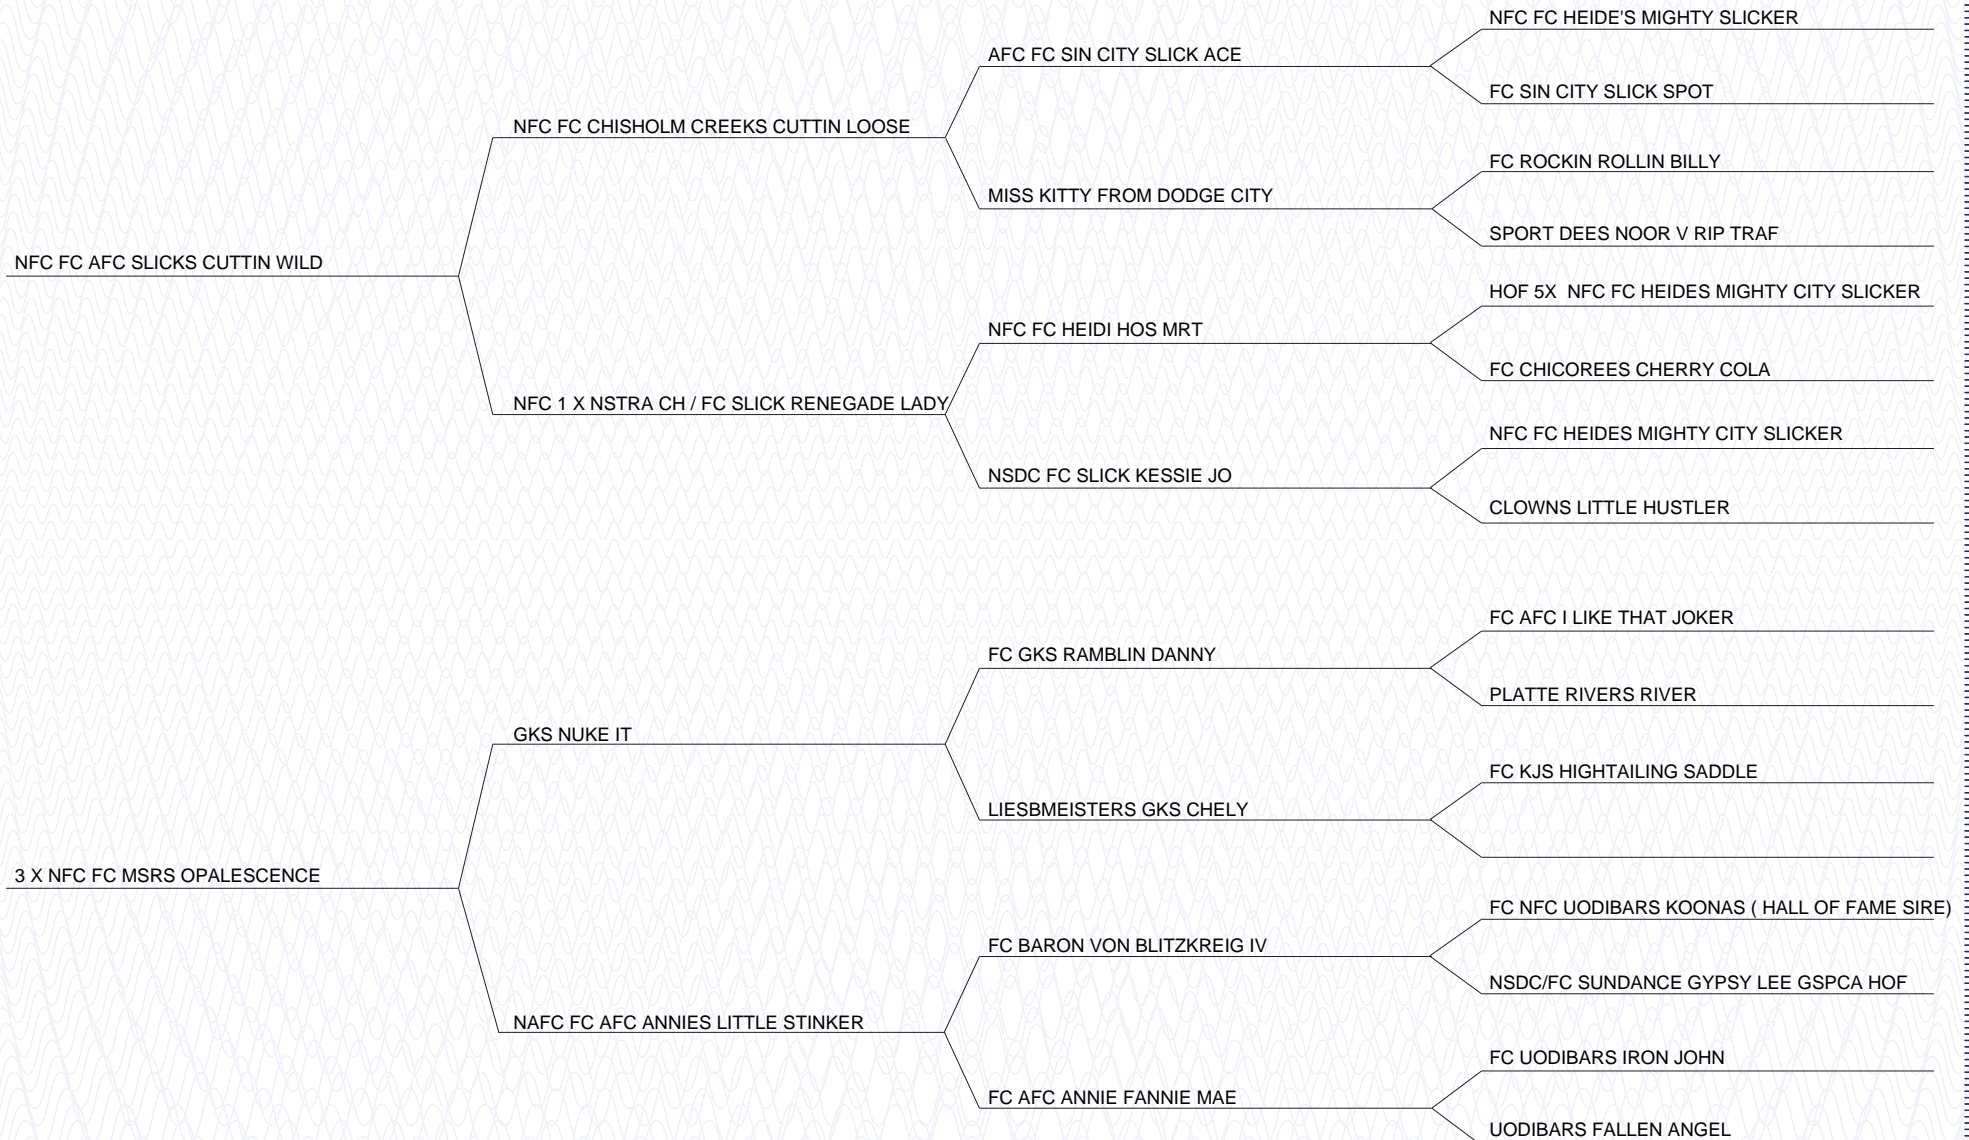 NFC FC HEIDE'S MIGHTY SLICKER
AFC FC SIN CITY SLICK ACE
FC SIN CITY SLICK SPOT
NFC FC CHISHOLM CREEKS CUTTIN LOOSE
FC ROCKIN ROLLIN BILLY
MISS KITTY FROM DODGE CITY
SPORT DEES NOOR V RIP TRAF
NFC FC AFC SLICKS CUTTIN WILD
HOF 5X  NFC FC HEIDES MIGHTY CITY SLICKER
NFC FC HEIDI HOS MRT
FC CHICOREES CHERRY COLA
NFC 1 X NSTRA CH / FC SLICK RENEGADE LADY
NFC FC HEIDES MIGHTY CITY SLICKER
NSDC FC SLICK KESSIE JO
CLOWNS LITTLE HUSTLER
FC AFC I LIKE THAT JOKER
FC GKS RAMBLIN DANNY
PLATTE RIVERS RIVER
GKS NUKE IT
FC KJS HIGHTAILING SADDLE
LIESBMEISTERS GKS CHELY
3 X NFC FC MSRS OPALESCENCE
FC NFC UODIBARS KOONAS ( HALL OF FAME SIRE)
FC BARON VON BLITZKREIG IV
NSDC/FC SUNDANCE GYPSY LEE GSPCA HOF
NAFC FC AFC ANNIES LITTLE STINKER
FC UODIBARS IRON JOHN
FC AFC ANNIE FANNIE MAE
UODIBARS FALLEN ANGEL